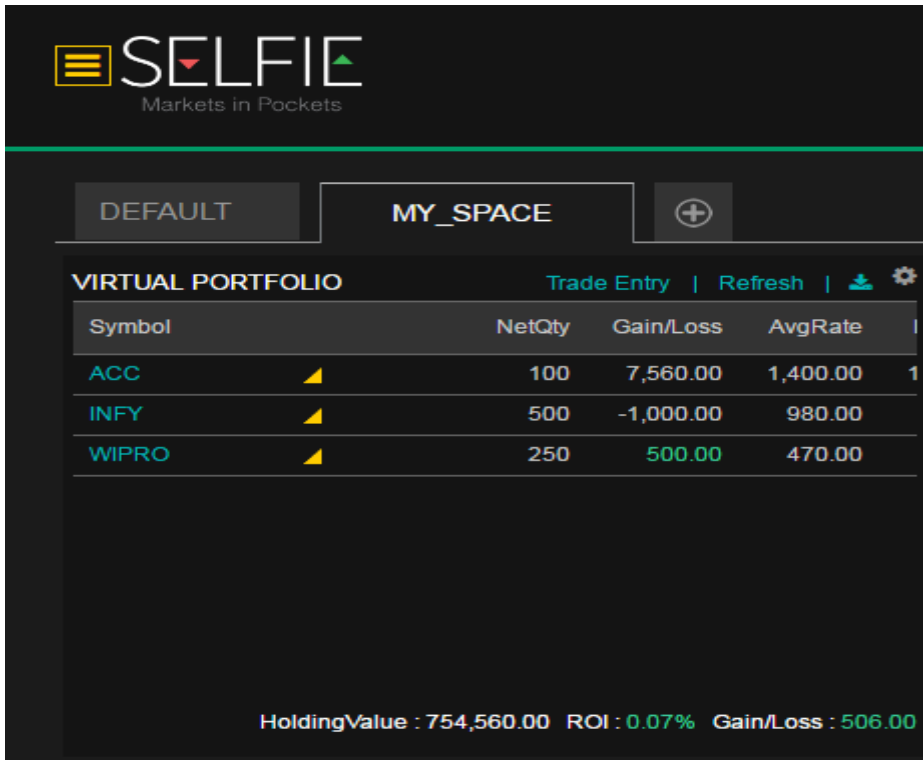 SELFIE
Markets in Pockets
DEFAULT MY_SPACE
VIRTUAL PORTFOLIO Trade Entry | Refresh |
Symbol NetQty Gain/Loss AvgRate
ACC 100 7,560.00 1,400.00 1
INFY 500 -1,000.00 980.00
WIPRO 250 500.00 470.00
HoldingValue : 754,560.00 ROI : 0.07% Gain/Loss : 506.00